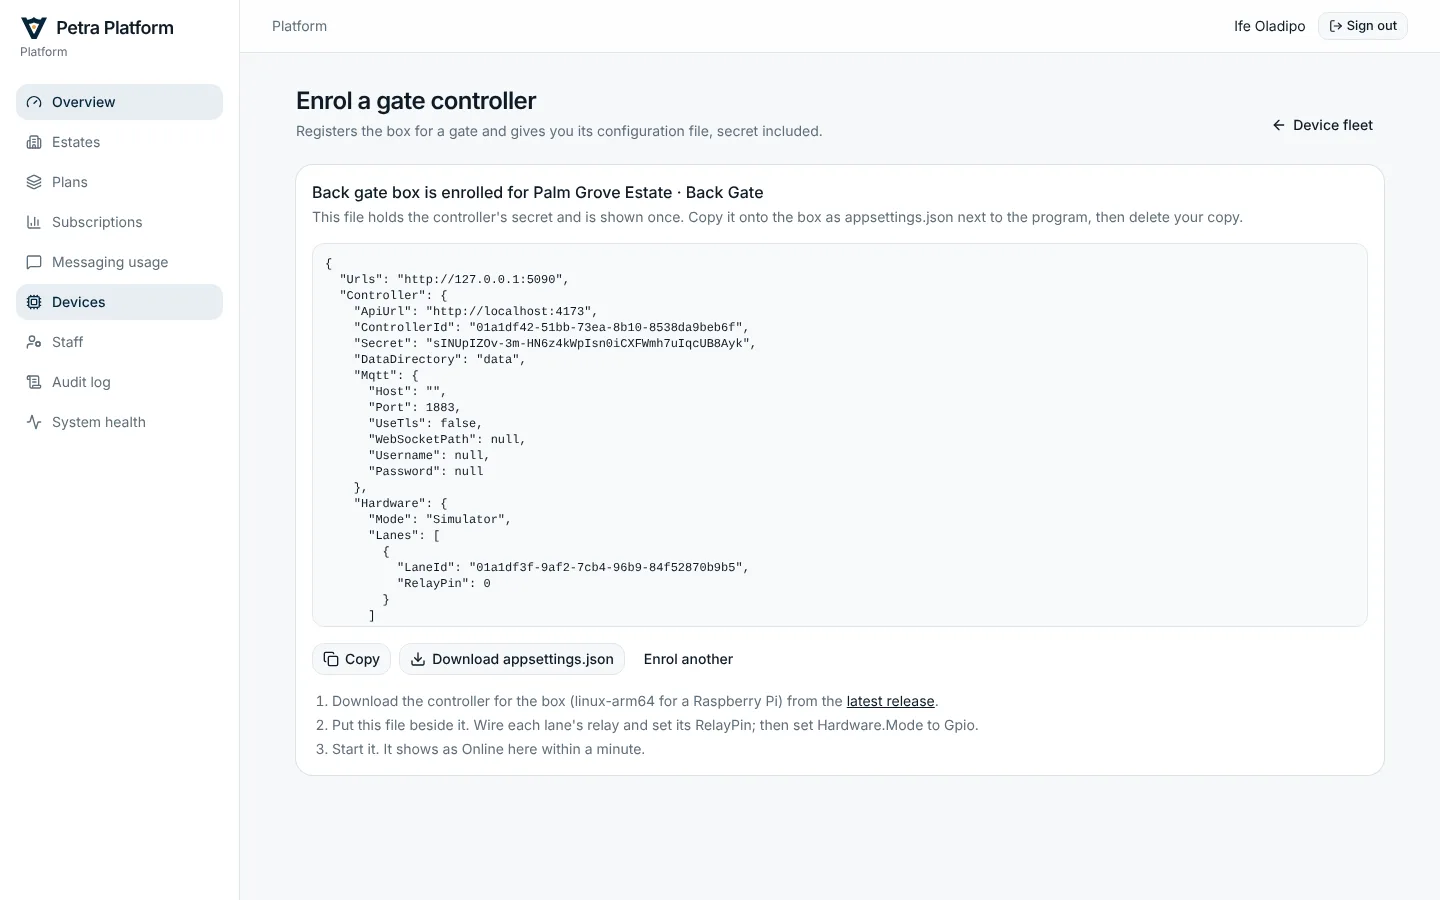 Petra Platform
Platform
Overview
Estates
Plans
Subscriptions
Messaging usage
Devices
Staff
Audit log
System health
Platform
Ife Oladipo
Sign out
Enrol a gate controller
Registers the box for a gate and gives you its configuration file, secret included.
Device fleet
Back gate box is enrolled for Palm Grove Estate · Back Gate
This file holds the controller's secret and is shown once. Copy it onto the box as appsettings.json next to the program, then delete your copy.
{
  "Urls": "http://127.0.0.1:5090",
  "Controller": {
    "ApiUrl": "http://localhost:4173",
    "ControllerId": "01a1df42-51bb-73ea-8b10-8538da9beb6f",
    "Secret": "sINUpIZOv-3m-HN6z4kWpIsn0iCXFWmh7uIqcUB8Ayk",
    "DataDirectory": "data",
    "Mqtt": {
      "Host": "",
      "Port": 1883,
      "UseTls": false,
      "WebSocketPath": null,
      "Username": null,
      "Password": null
    },
    "Hardware": {
      "Mode": "Simulator",
      "Lanes": [
        {
          "LaneId": "01a1df3f-9af2-7cb4-96b9-84f52870b9b5",
          "RelayPin": 0
        }
      ]
Copy
Download appsettings.json
Enrol another
1. Download the controller for the box (linux-arm64 for a Raspberry Pi) from the latest release.
2. Put this file beside it. Wire each lane's relay and set its RelayPin; then set Hardware.Mode to Gpio.
3. Start it. It shows as Online here within a minute.